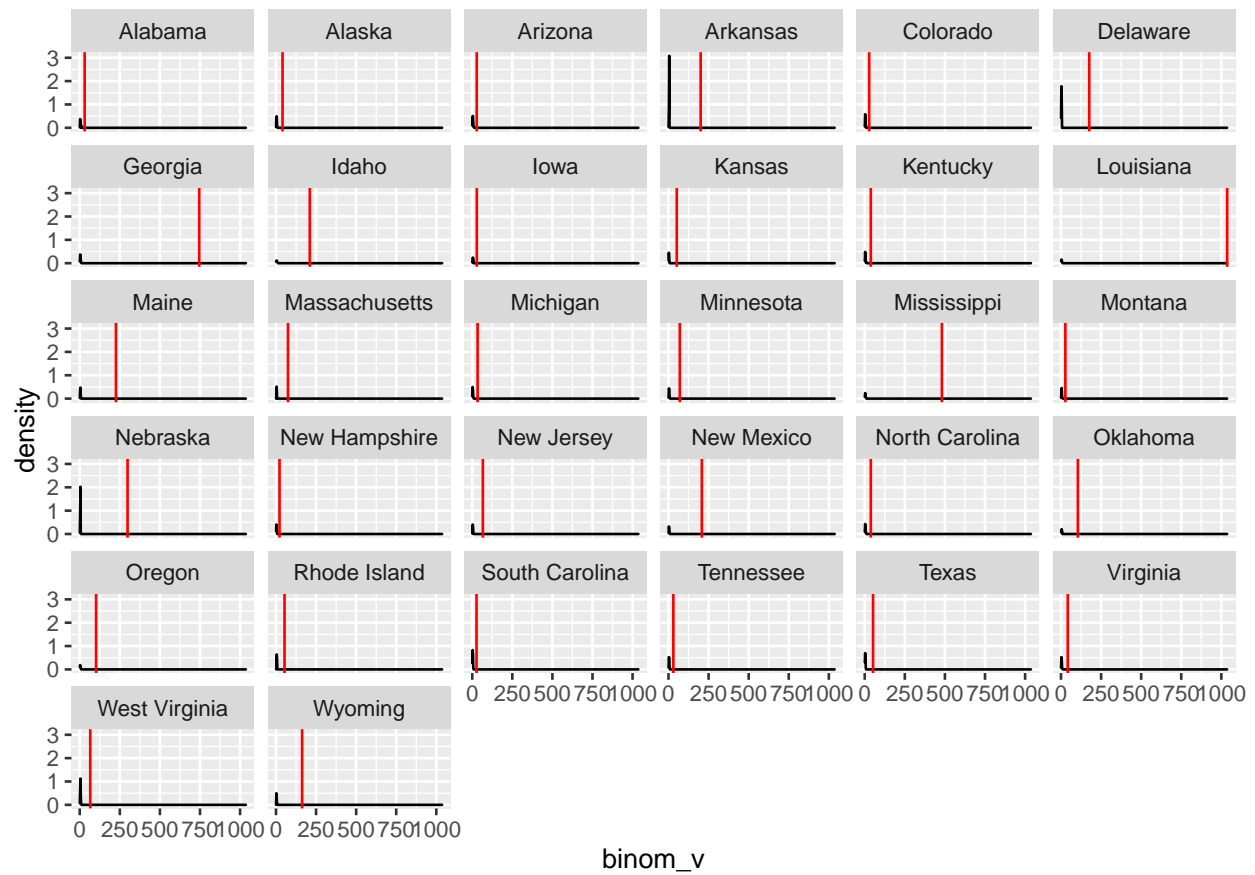 Alabama Alaska Arizona Arkansas Colorado Delaware
3
2
1
0
Georgia Idaho Iowa Kansas Kentucky Louisiana
3
2
1
0
Maine Massachusetts Michigan Minnesota Mississippi Montana
3
2
1
0
density
Nebraska New Hampshire New Jersey New Mexico North Carolina Oklahoma
3
2
1
0
Oregon Rhode Island South Carolina Tennessee Texas Virginia
3
2
1
0
0 250 500 750 1000 0 250 500 750 1000 0 250 500 750 1000 0 250 500 750 1000
West Virginia Wyoming
3
2
1
0
0 250 500 750 1000 0 250 500 750 1000
binom_v